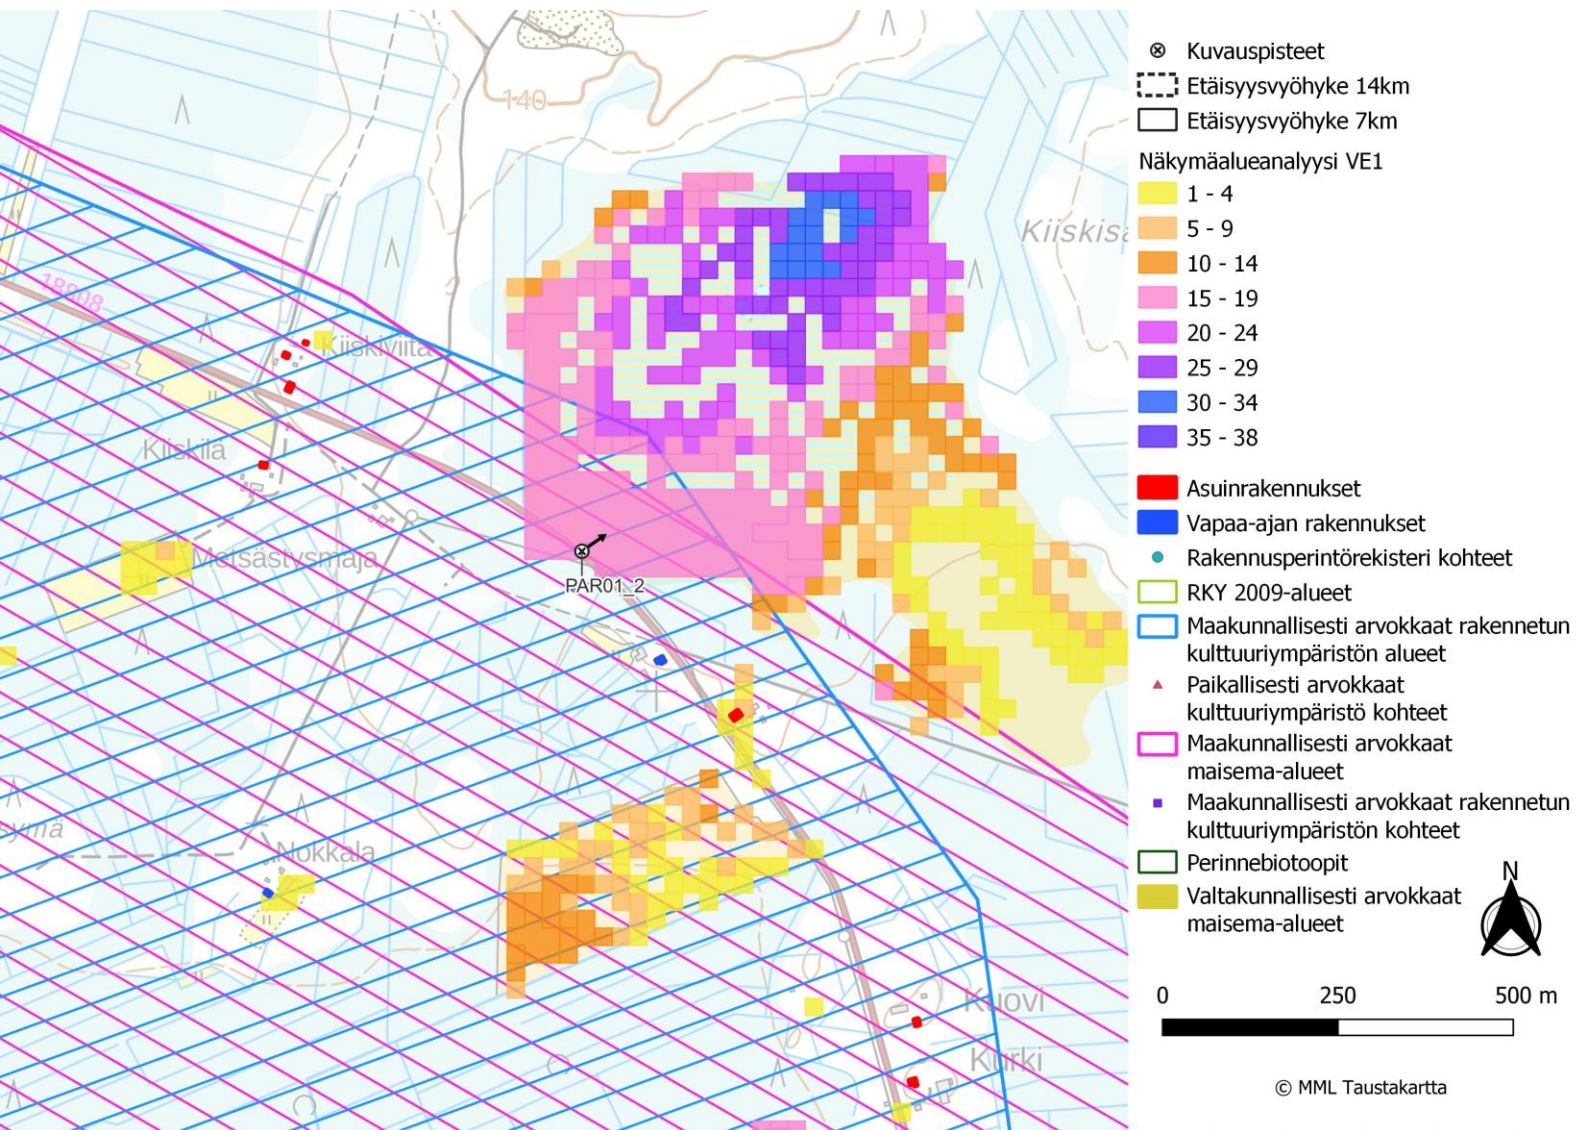 140
Kiiskis
18808
Kiiskiviita
Kiiskilä
Metsästysmaja
PAR01_2
symä
Nokkala
Kuovi
Kurki
Kuvauspisteet
Etäisyysvyöhyke 14km
Etäisyysvyöhyke 7km
Näkymäalueanalyysi VE1
1 - 4
5 - 9
10 - 14
15 - 19
20 - 24
25 - 29
30 - 34
35 - 38
Asuinrakennukset
Vapaa-ajan rakennukset
Rakennusperintörekisteri kohteet
RKY 2009-alueet
Maakunnallisesti arvokkaat rakennetun
kulttuuriympäristön alueet
Paikallisesti arvokkaat
kulttuuriympäristö kohteet
Maakunnallisesti arvokkaat
maisema-alueet
Maakunnallisesti arvokkaat rakennetun
kulttuuriympäristön kohteet
Perinnebiotoopit
Valtakunnallisesti arvokkaat
maisema-alueet
N
0 250 500 m
© MML Taustakartta